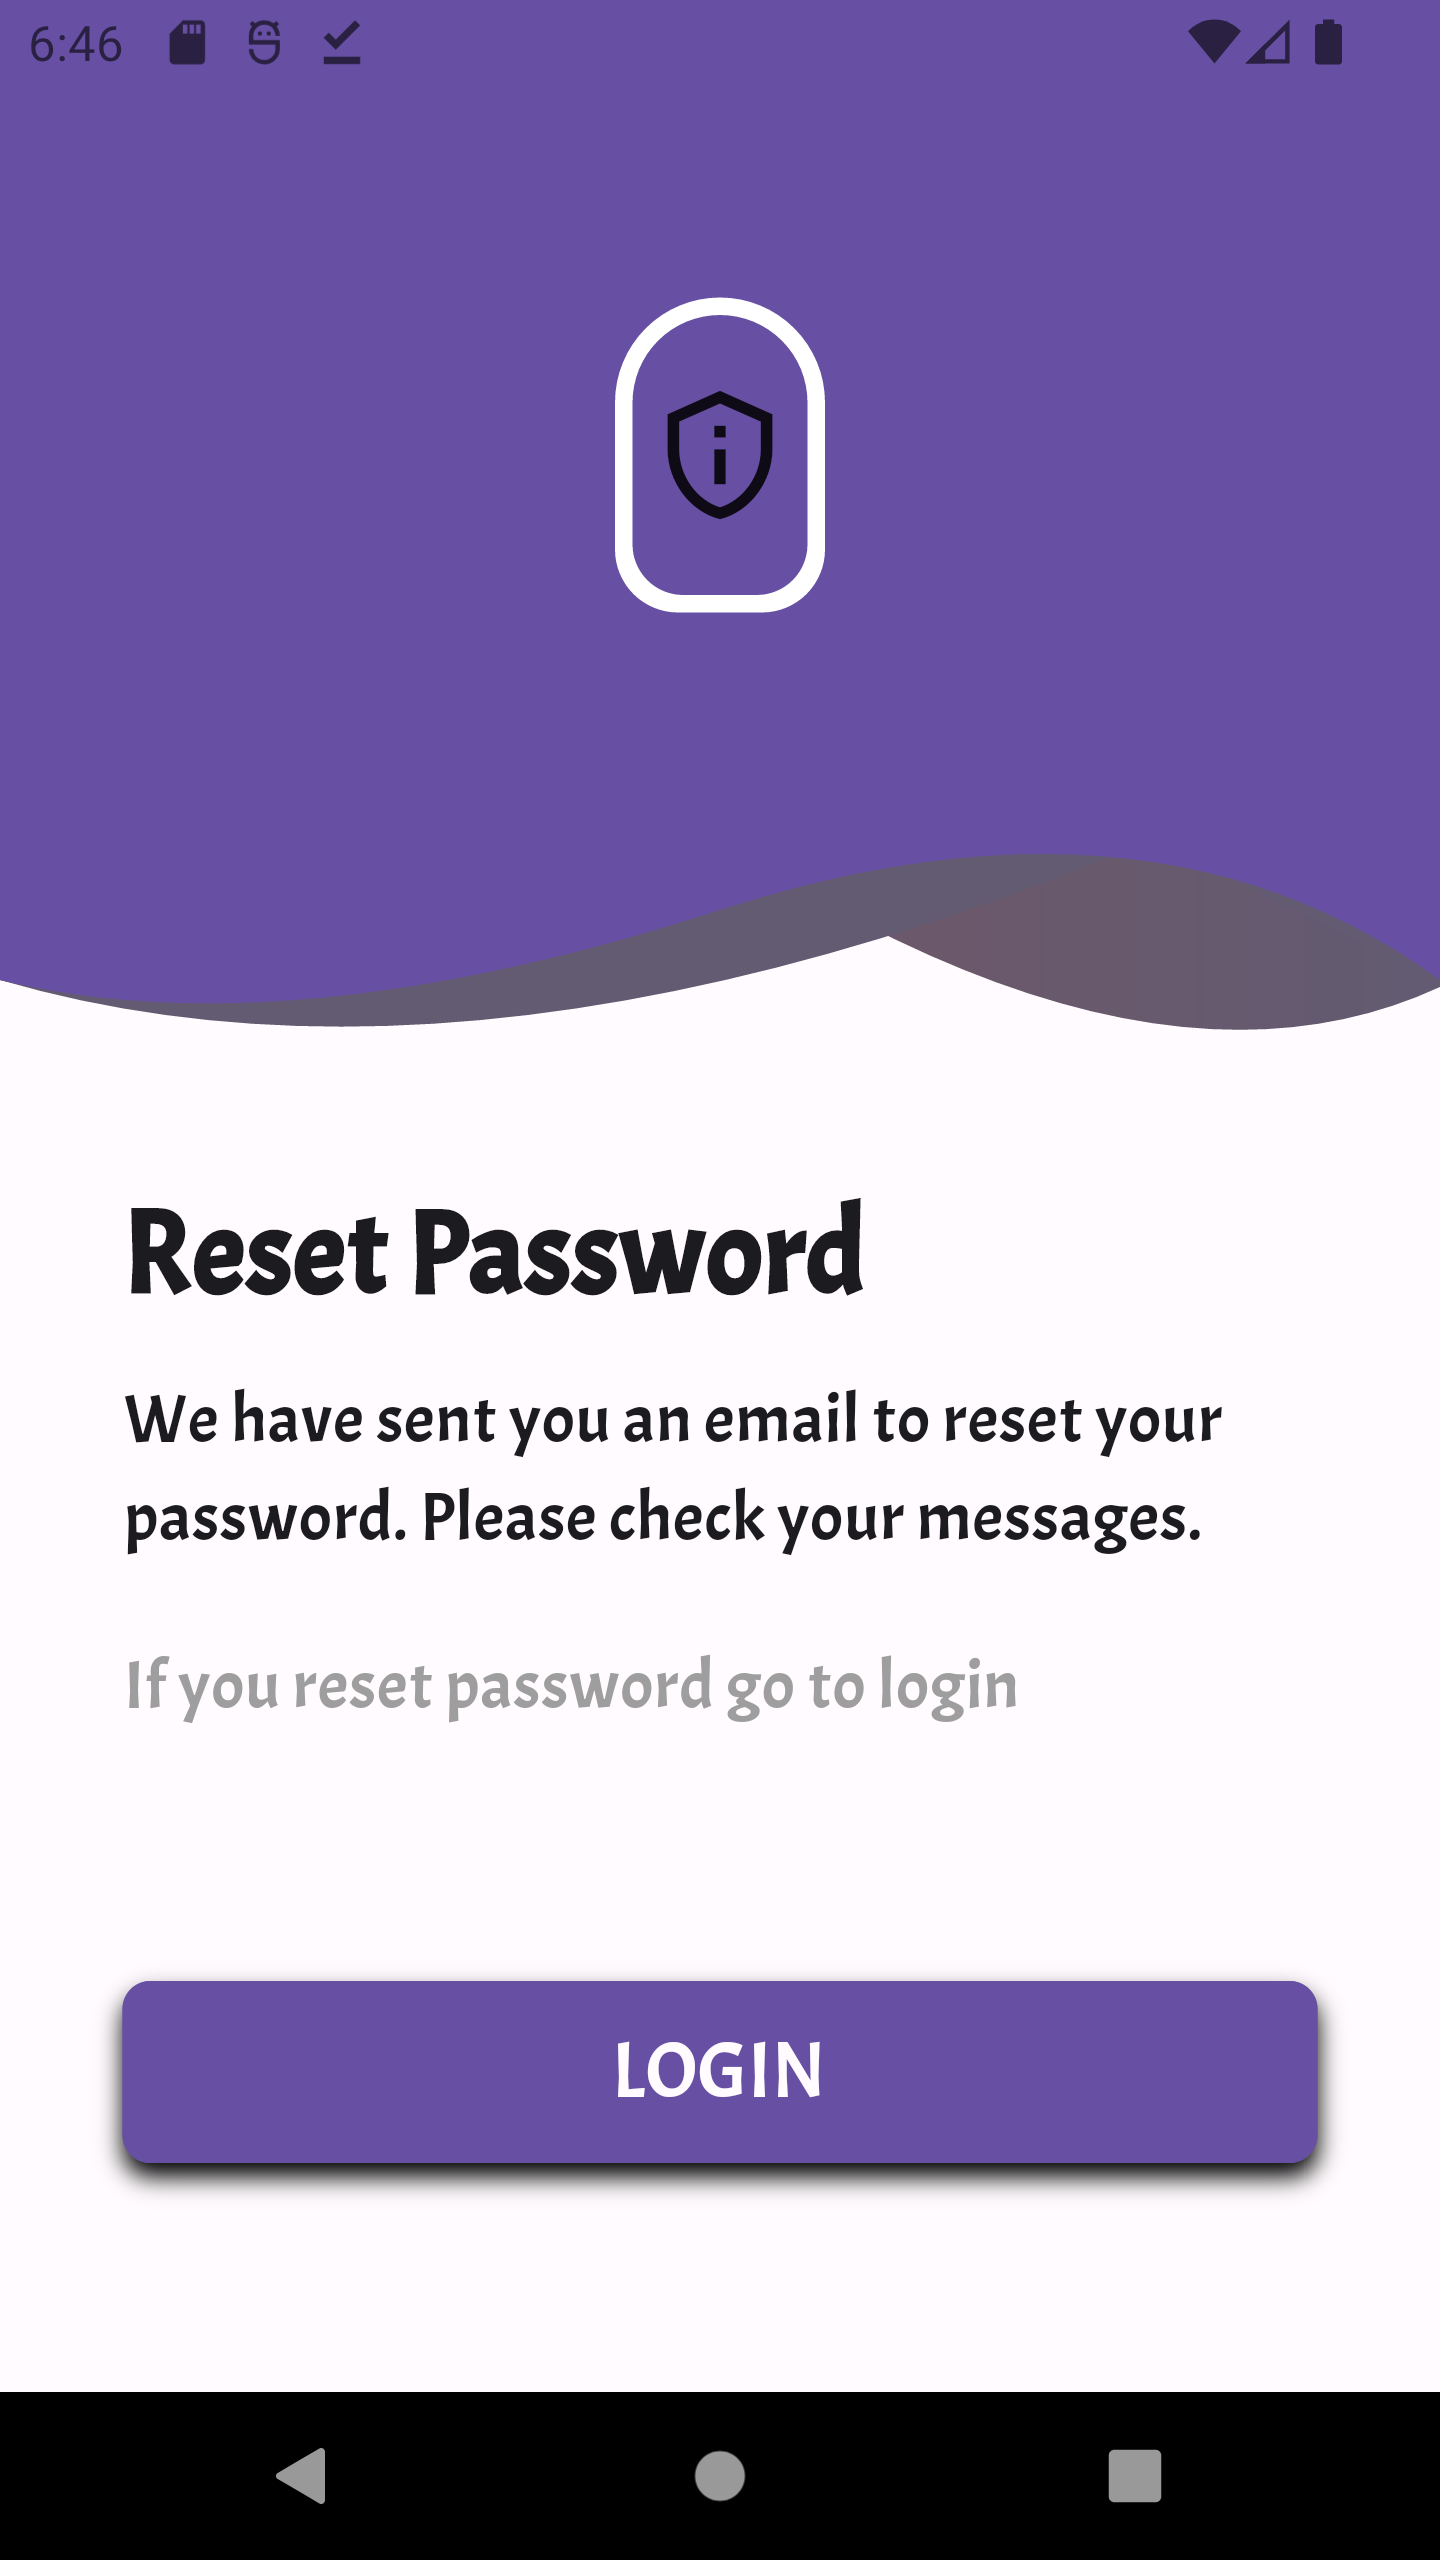 6:46
Reset Password
We have sent you an email to reset your
password. Please check your messages.
If you reset password go to login
LOGIN